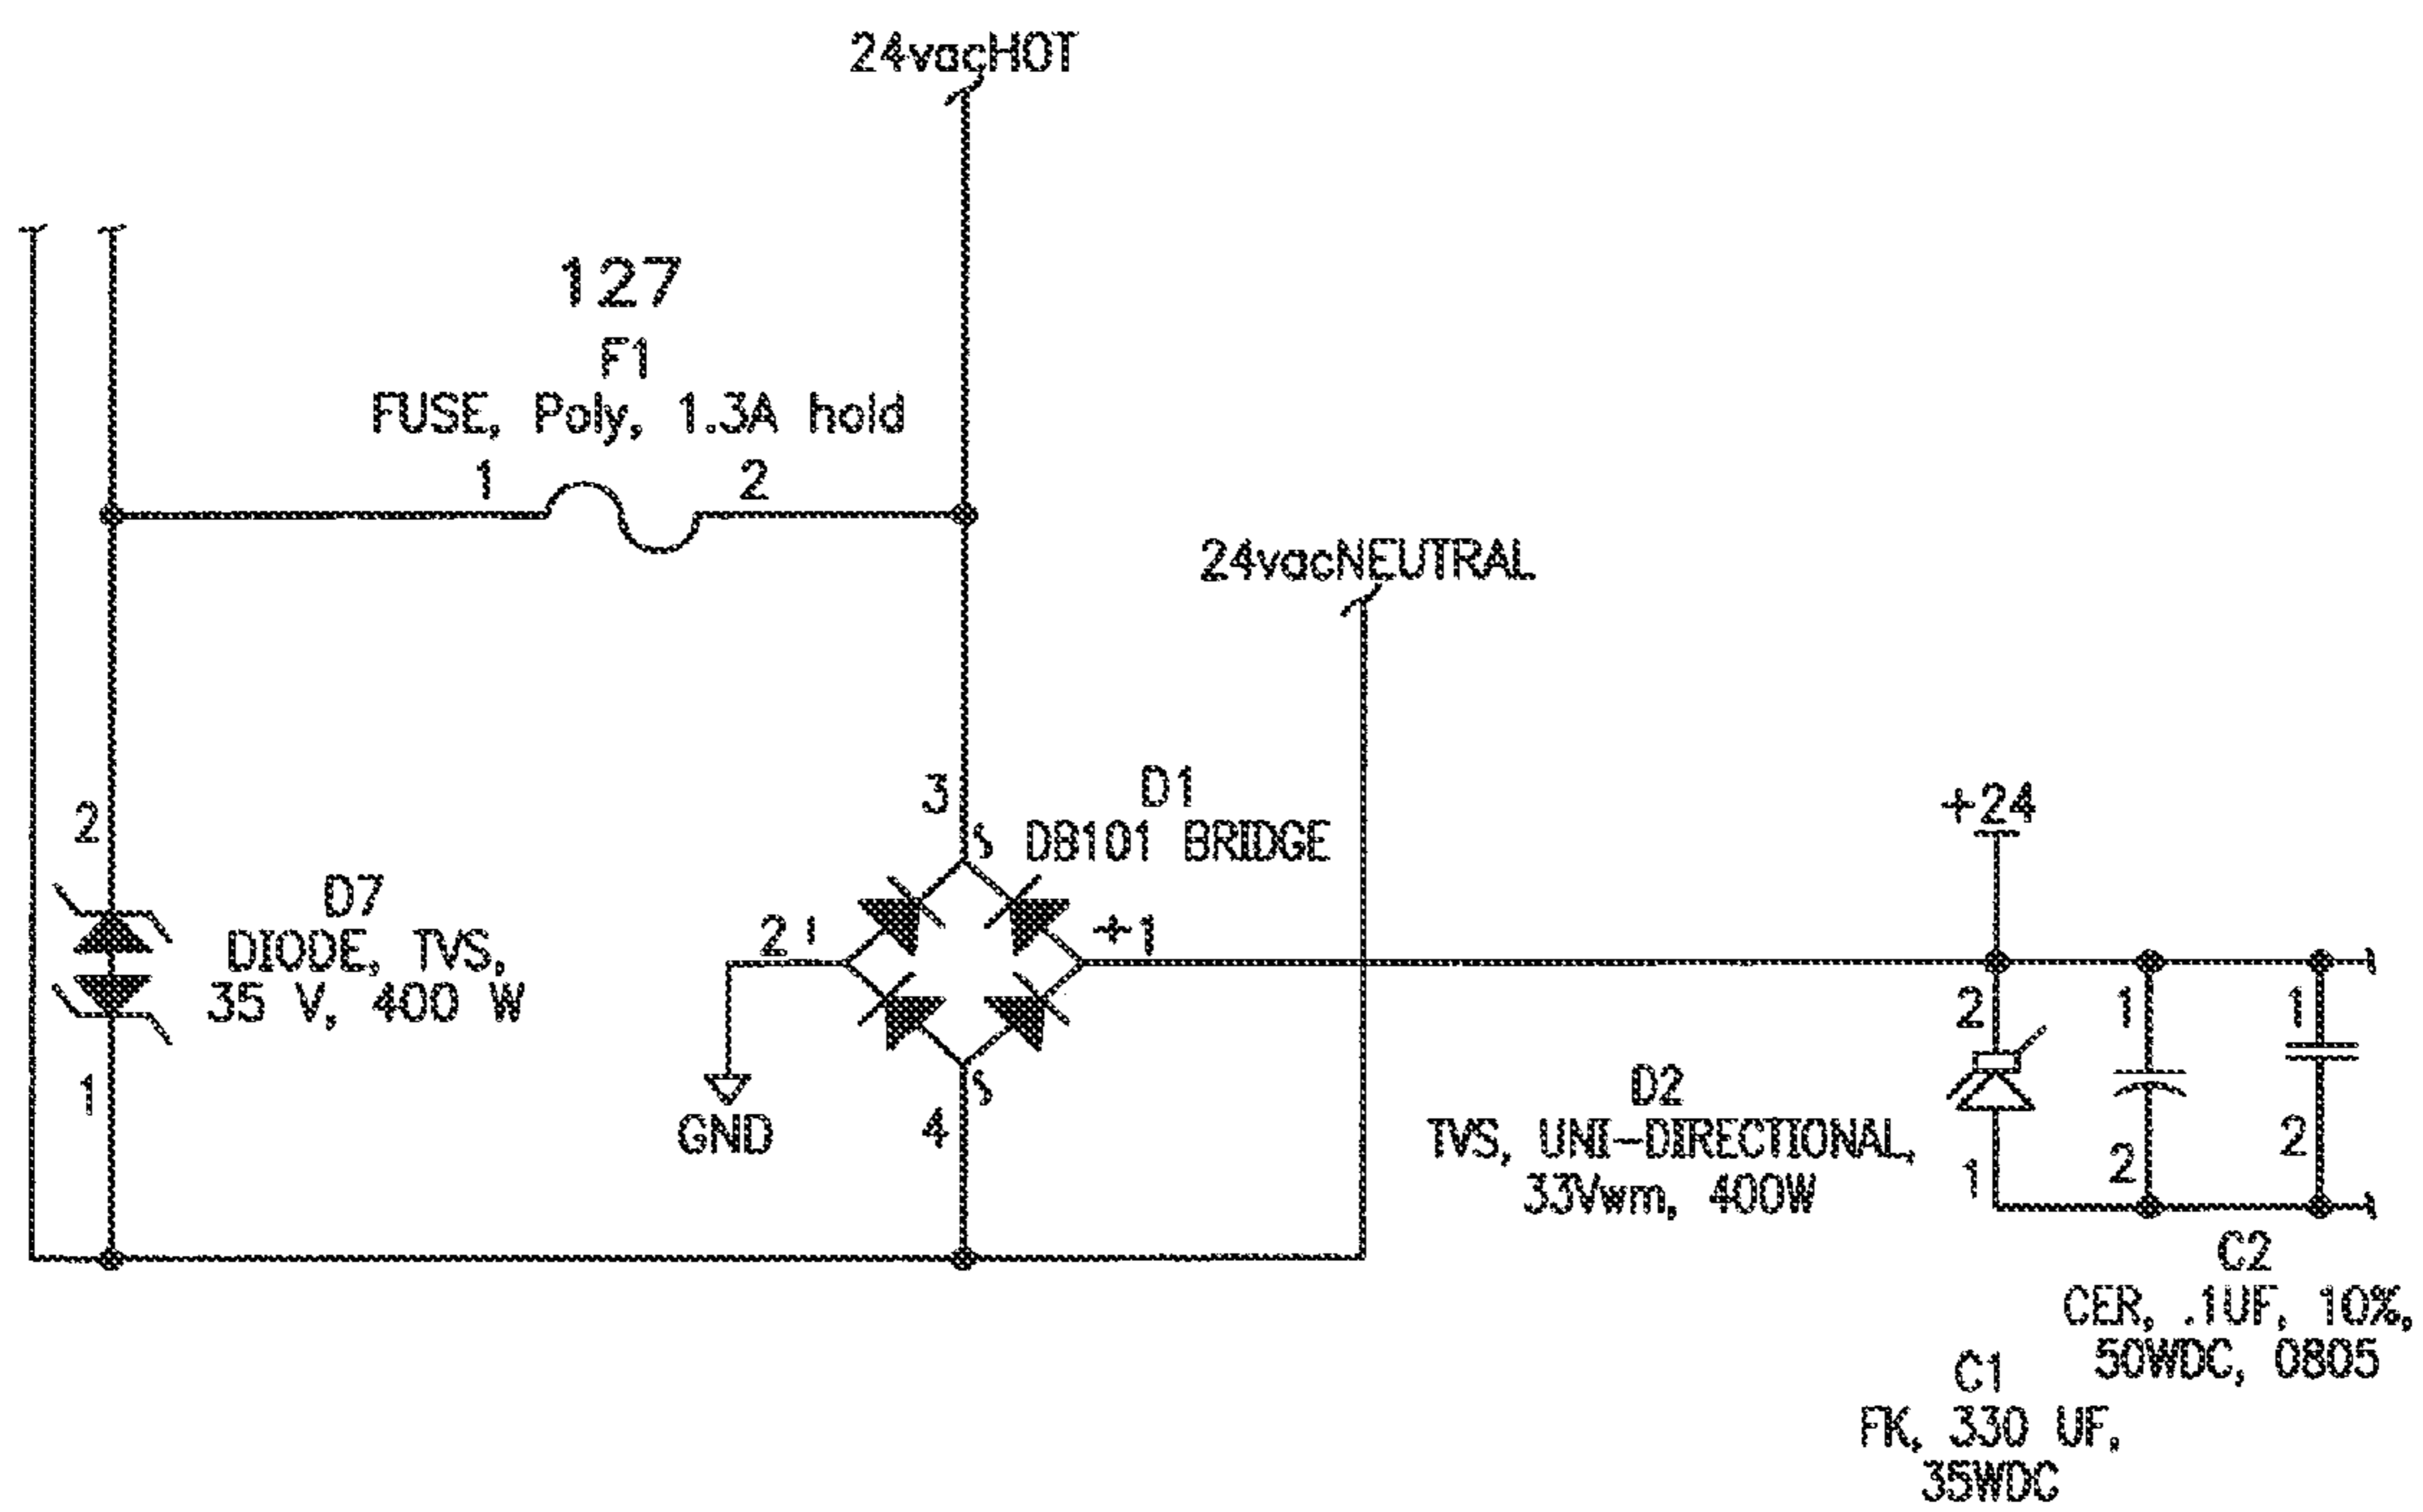 24vacHOT
127
F1
FUSE, Poly, 1.3A hold
1
2
24vacNEUTRAL
3
D1
DB101 BRIDGE
2
D7
DIODE, TVS,
35 V, 400 W
1
2
+1
4
GND
+24
2
1
1
D2
TVS, UNI-DIRECTIONAL,
33Vwm, 400W
1
2
2
C2
CER, .1UF, 10%,
50WDC, 0805
C1
FK, 330 UF,
35WDC